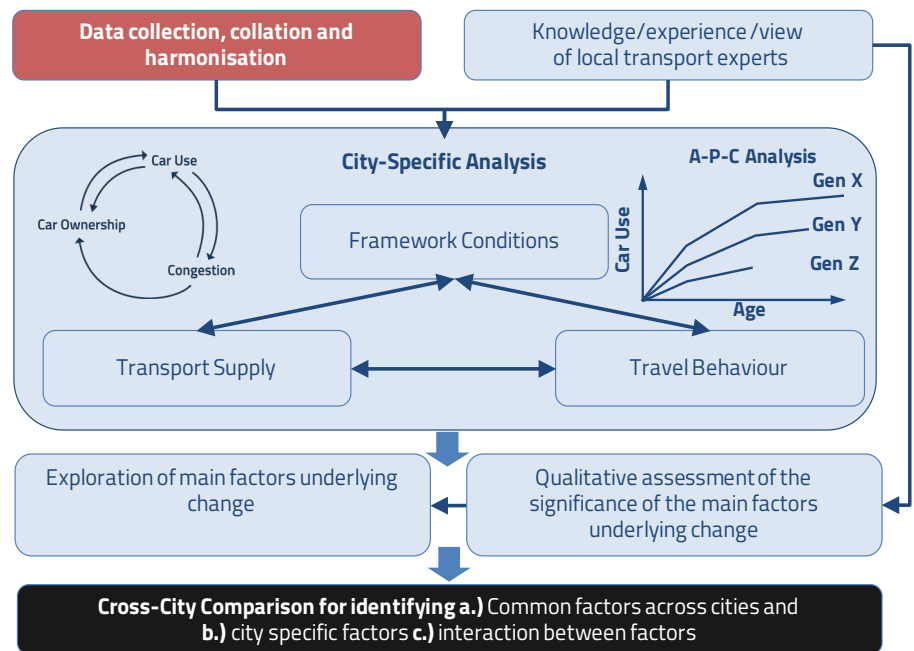 Data collection, collation and
harmonisation
Knowledge/experience/view
of local transport experts
City-Specific Analysis
A-P-C Analysis
Car Use
Car Ownership
Congestion
Framework Conditions
Car Use
Gen X
Gen Y
Gen Z
Age
Transport Supply
Travel Behaviour
Exploration of main factors underlying
change
Qualitative assessment of the
significance of the main factors
underlying change
Cross-City Comparison for identifying a.) Common factors across cities and
b.) city specific factors c.) interaction between factors